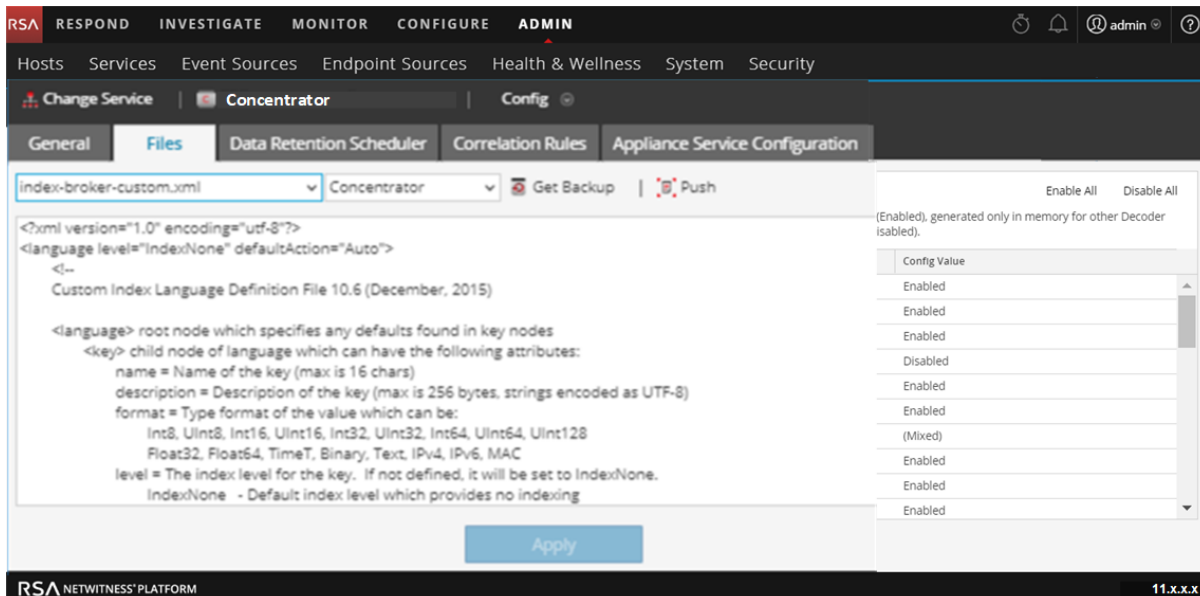 RSA RESPOND INVESTIGATE MONITOR CONFIGURE ADMIN admin ?
Hosts Services Event Sources Endpoint Sources Health & Wellness System Security
Change Service | C Concentrator | Config
General Files Data Retention Scheduler Correlation Rules Appliance Service Configuration
index-broker-custom.xml Concentrator Get Backup | Push
<?xml version="1.0" encoding="utf-8"?>
<language level="IndexNone" defaultAction="Auto">
<!--
Custom Index Language Definition File 10.6 (December, 2015)
<language> root node which specifies any defaults found in key nodes
<key> child node of language which can have the following attributes:
name = Name of the key (max is 16 chars)
description = Description of the key (max is 256 bytes, strings encoded as UTF-8)
format = Type format of the value which can be:
Int8, UInt8, Int16, UInt16, Int32, UInt32, Int64, UInt64, UInt128
Float32, Float64, TimeT, Binary, Text, IPv4, IPv6, MAC
level = The index level for the key. If not defined, it will be set to IndexNone.
IndexNone - Default index level which provides no indexing
Apply
Enable All Disable All
(Enabled), generated only in memory for other Decoder
isabled).
Config Value
Enabled
Enabled
Enabled
Disabled
Enabled
Enabled
(Mixed)
Enabled
Enabled
Enabled
RSA NETWITNESS® PLATFORM 11.x.x.x